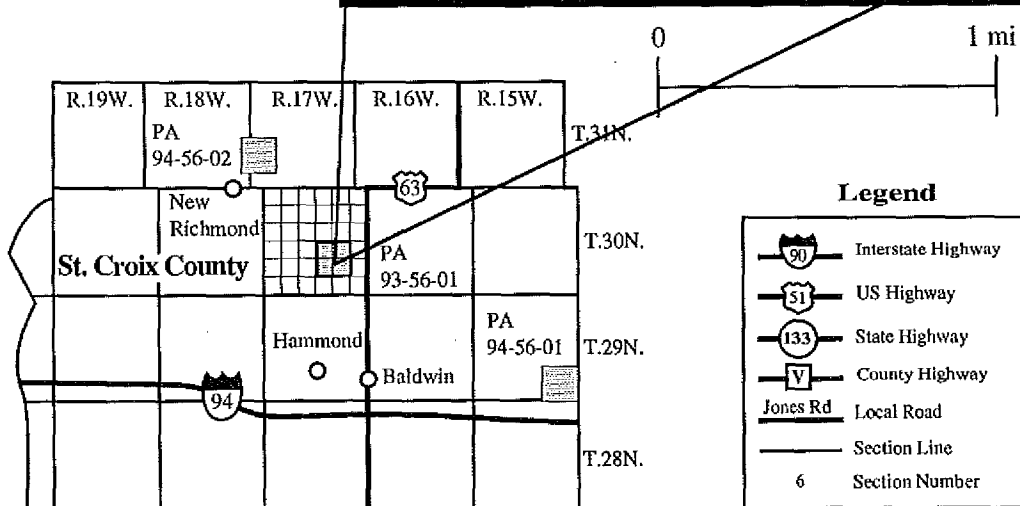 0 1 mi
R.19W. R.18W. R.17W. R.16W. R.15W.
T.31N.
PA
94-56-02
63
New
Richmond
T.30N.
St. Croix County
PA
93-56-01
PA
94-56-01
Hammond
T.29N.
Baldwin
94
T.28N.
Legend
90 Interstate Highway
51 US Highway
133 State Highway
V County Highway
Jones Rd Local Road
Section Line
6 Section Number